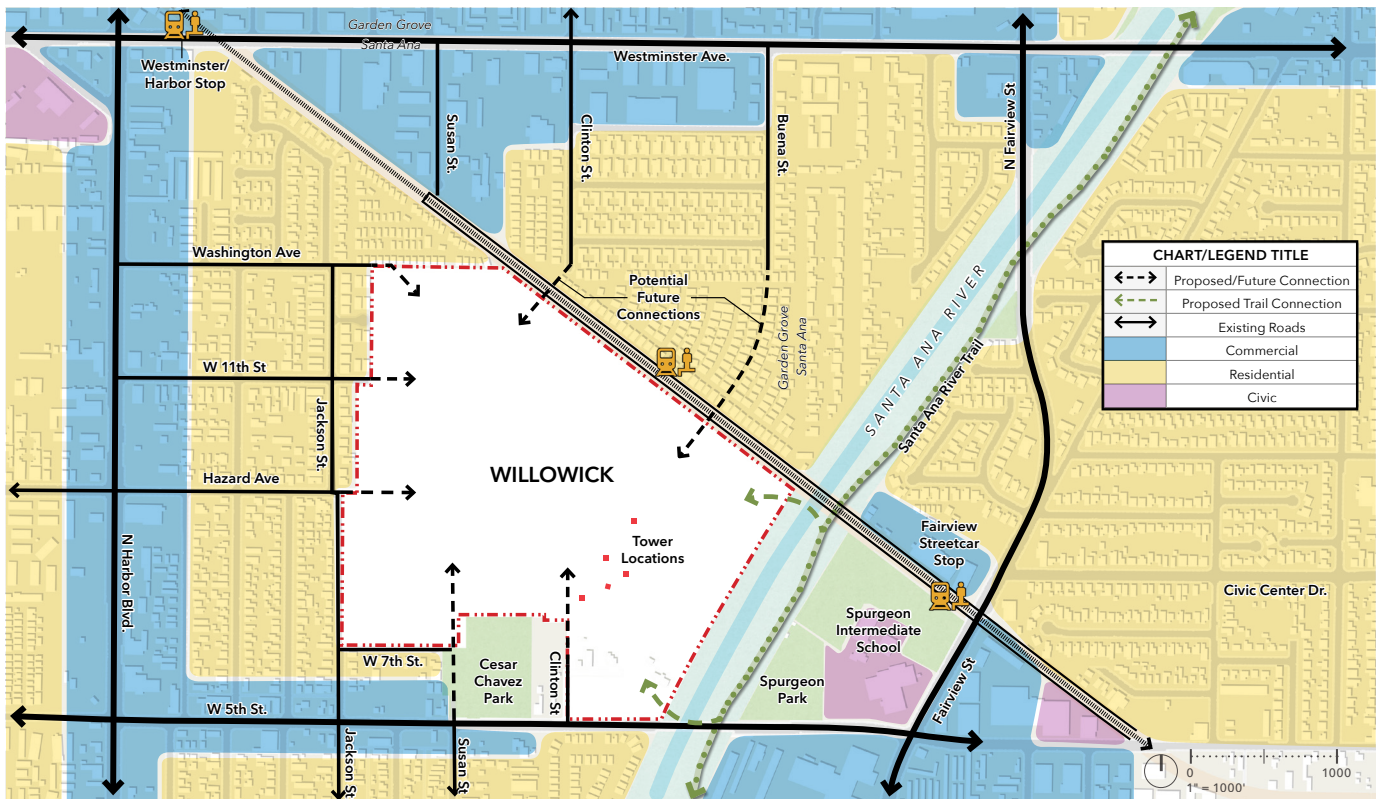 Garden Grove
Santa Ana
Westminster Ave.
Westminster/
Harbor Stop
Susan St.
Clinton St.
Buena St.
N Fairview St
Washington Ave
Potential
Future
Connections
Garden Grove
Santa Ana
SANTA ANA RIVER
Santa Ana River Trail
CHART/LEGEND TITLE
Proposed/Future Connection
Proposed Trail Connection
Existing Roads
Commercial
Residential
Civic
W 11th St
Jackson St.
Hazard Ave
WILLOWICK
N Harbor Blvd.
Tower
Locations
Fairview
Streetcar
Stop
Civic Center Dr.
Spurgeon
Intermediate
School
W 7th St.
Cesar
Chavez
Park
Clinton St
Spurgeon
Park
Fairview St
W 5th St.
Jackson St
Susan St
0
1000
1" = 1000'